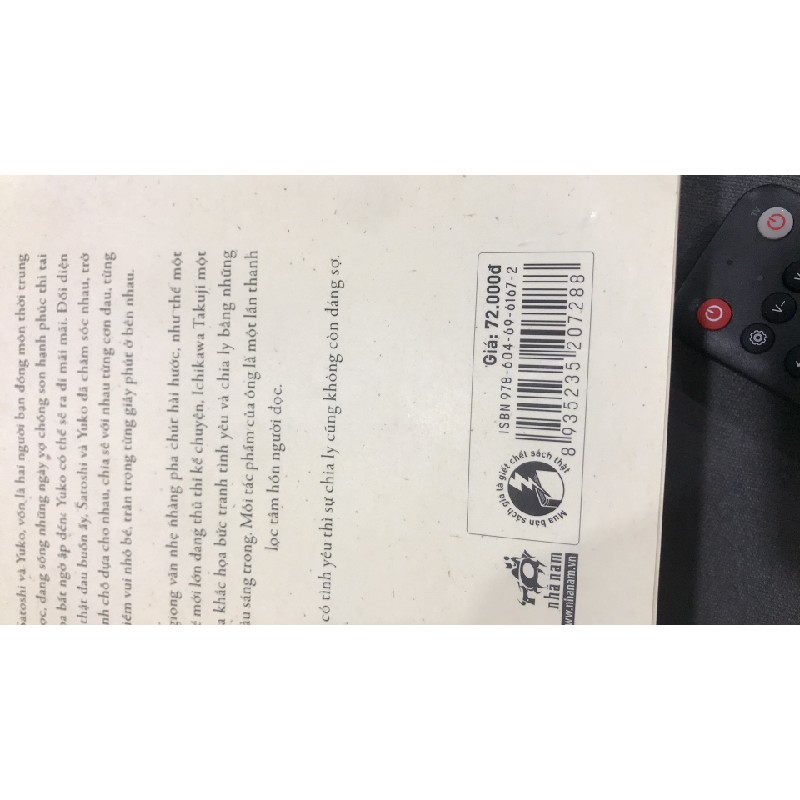 Satoshi và Yuko, vốn là hai người bạn đồng môn thời trung
ọc, đang sống những ngày vợ chồng son hạnh phúc thì tai
ọa bất ngờ ập đến: Yuko có thể sẽ ra đi mãi mãi. Đối diện
thật đau buồn ấy, Satoshi và Yuko đã chăm sóc nhau, trở
nh chỗ dựa cho nhau, chia sẻ với nhau từng cơn đau, từng
iềm vui nhỏ bé, trân trọng từng giây phút ở bên nhau.
giọng văn nhẹ nhàng pha chút hài hước, như thể một
ẻ mới lớn đang thủ thỉ kể chuyện, Ichikawa Takuji một
a khắc họa bức tranh tình yêu và chia ly bằng những
àu sáng trong. Mỗi tác phẩm của ông là một lần thanh
lọc tâm hồn người đọc.
có tình yêu thì sự chia ly cũng không còn đáng sợ.
Giá: 72.000đ
ISBN 978-604-69-6167-2
8 935235 207288
Mua bán sách giả là giết chết sách thật
nhã nam
www.nhanam.vn
TV
V-